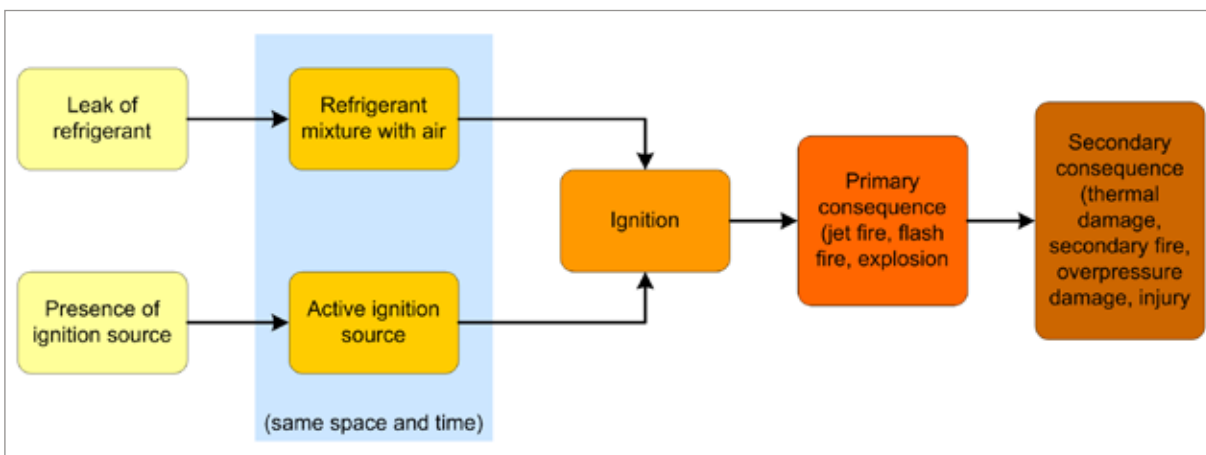 Leak of
refrigerant
Refrigerant
mixture with air
Presence of
ignition source
Active ignition
source
(same space and time)
Ignition
Primary
consequence
(jet fire, flash
fire, explosion
Secondary
consequence
(thermal
damage,
secondary fire,
overpressure
damage, injury